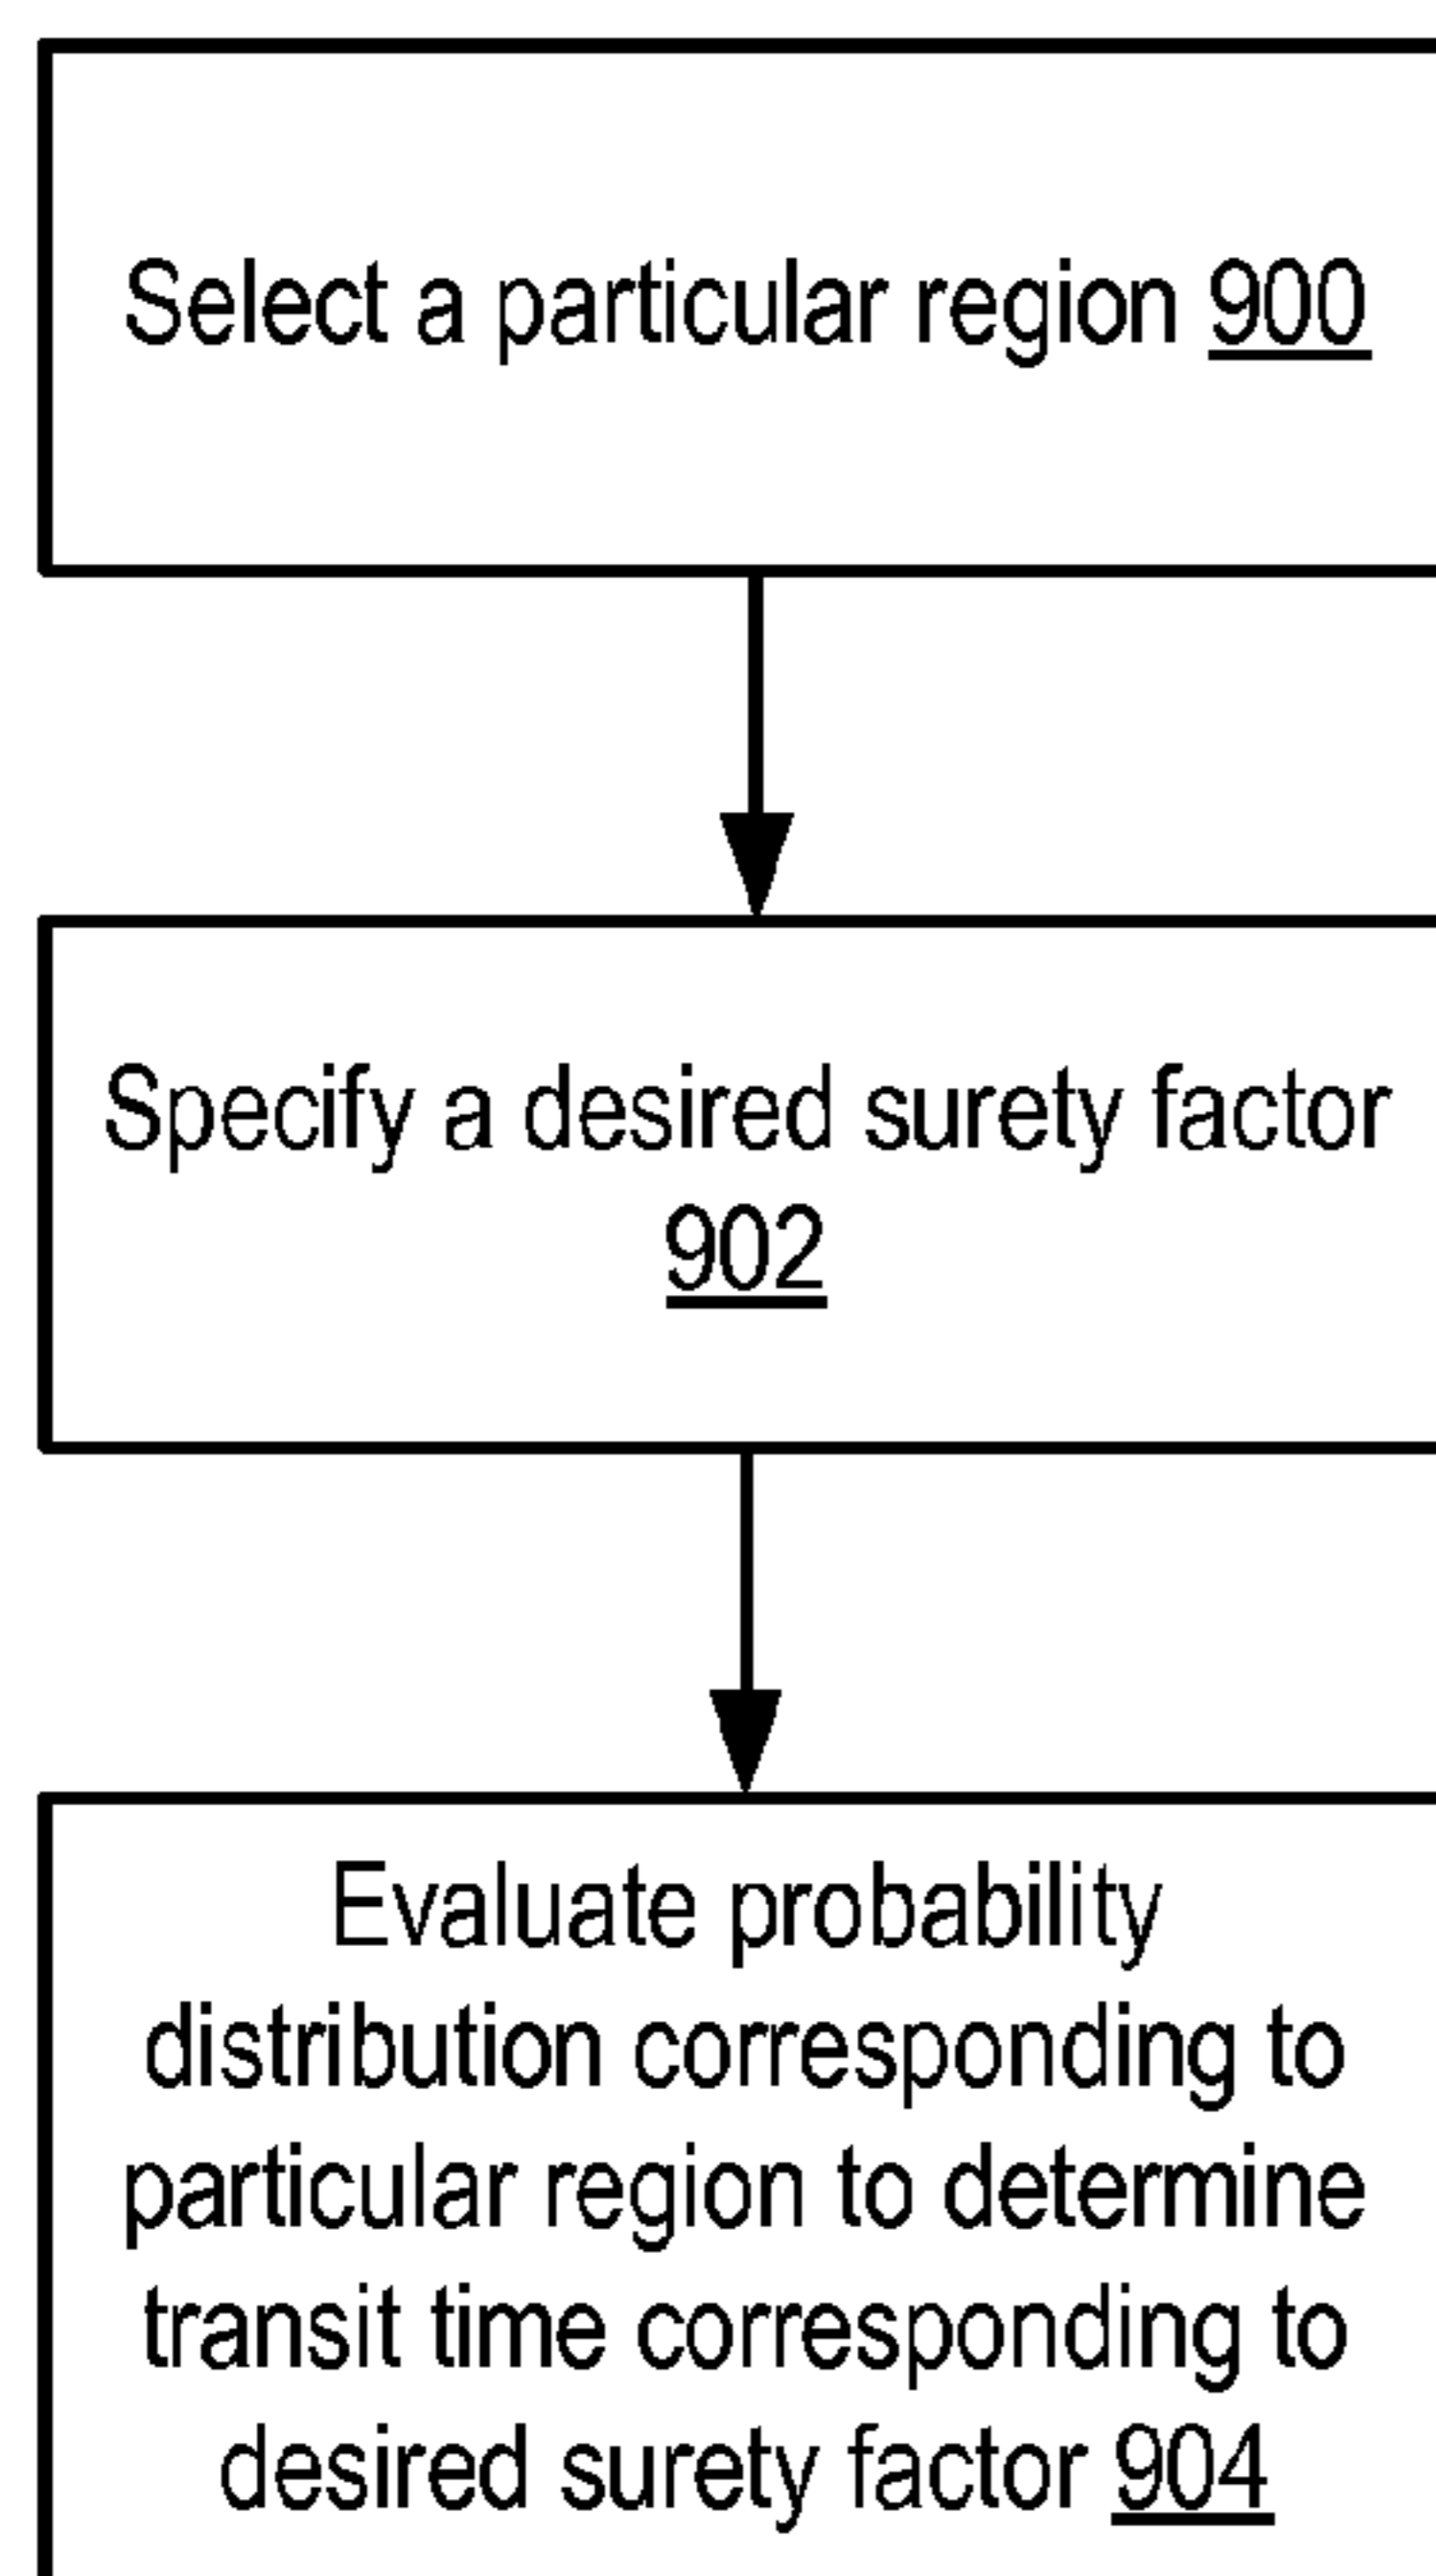 Select a particular region 900
Specify a desired surety factor
902
Evaluate probability
distribution corresponding to
particular region to determine
transit time corresponding to
desired surety factor 904